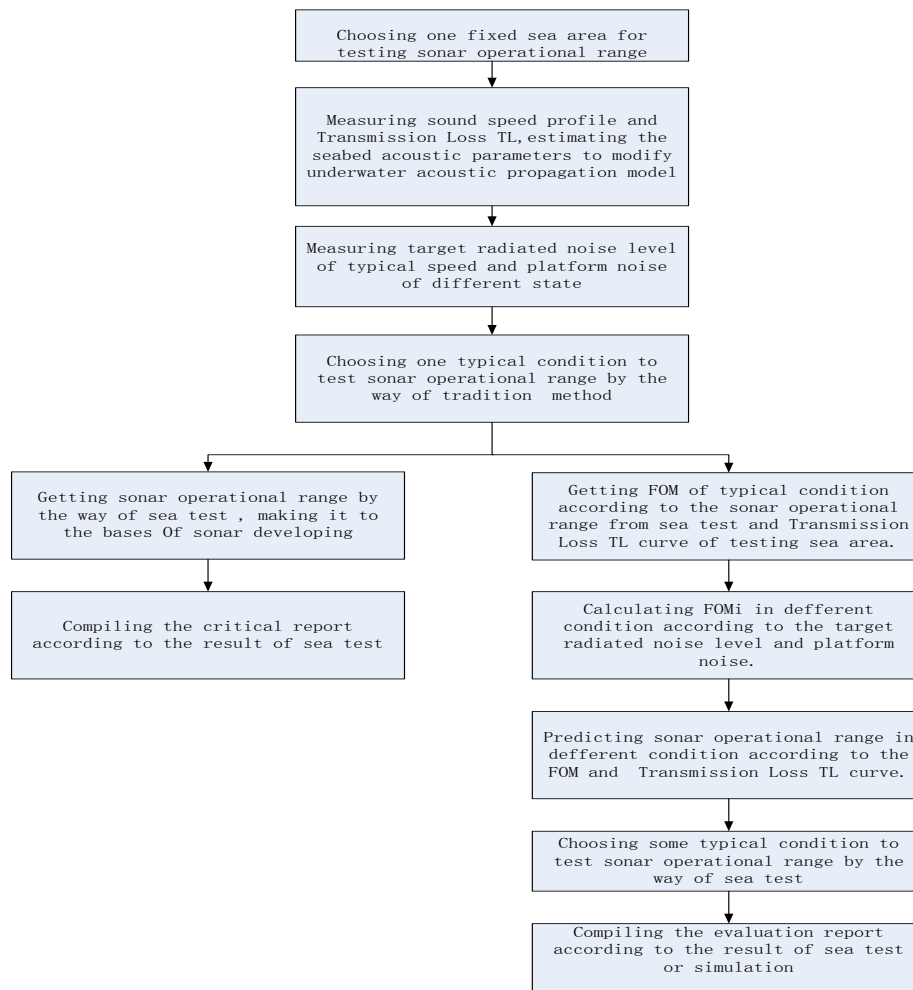 Choosing one fixed sea area for
testing sonar operational range
Measuring sound speed profile and
Transmission Loss TL,estimating the
seabed acoustic parameters to modify
underwater acoustic propagation model
Measuring target radiated noise level
of typical speed and platform noise
of different state
Choosing one typical condition to
test sonar operational range by the
way of tradition method
Getting sonar operational range by
the way of sea test , making it to
the bases Of sonar developing
Compiling the critical report
according to the result of sea test
Getting FOM of typical condition
according to the sonar operational
range from sea test and Transmission
Loss TL curve of testing sea area.
Calculating FOMi in defferent
condition according to the target
radiated noise level and platform
noise.
Predicting sonar operational range in
defferent condition according to the
FOM and Transmission Loss TL curve.
Choosing some typical condition to
test sonar operational range by the
way of sea test
Compiling the evaluation report
according to the result of sea test
or simulation